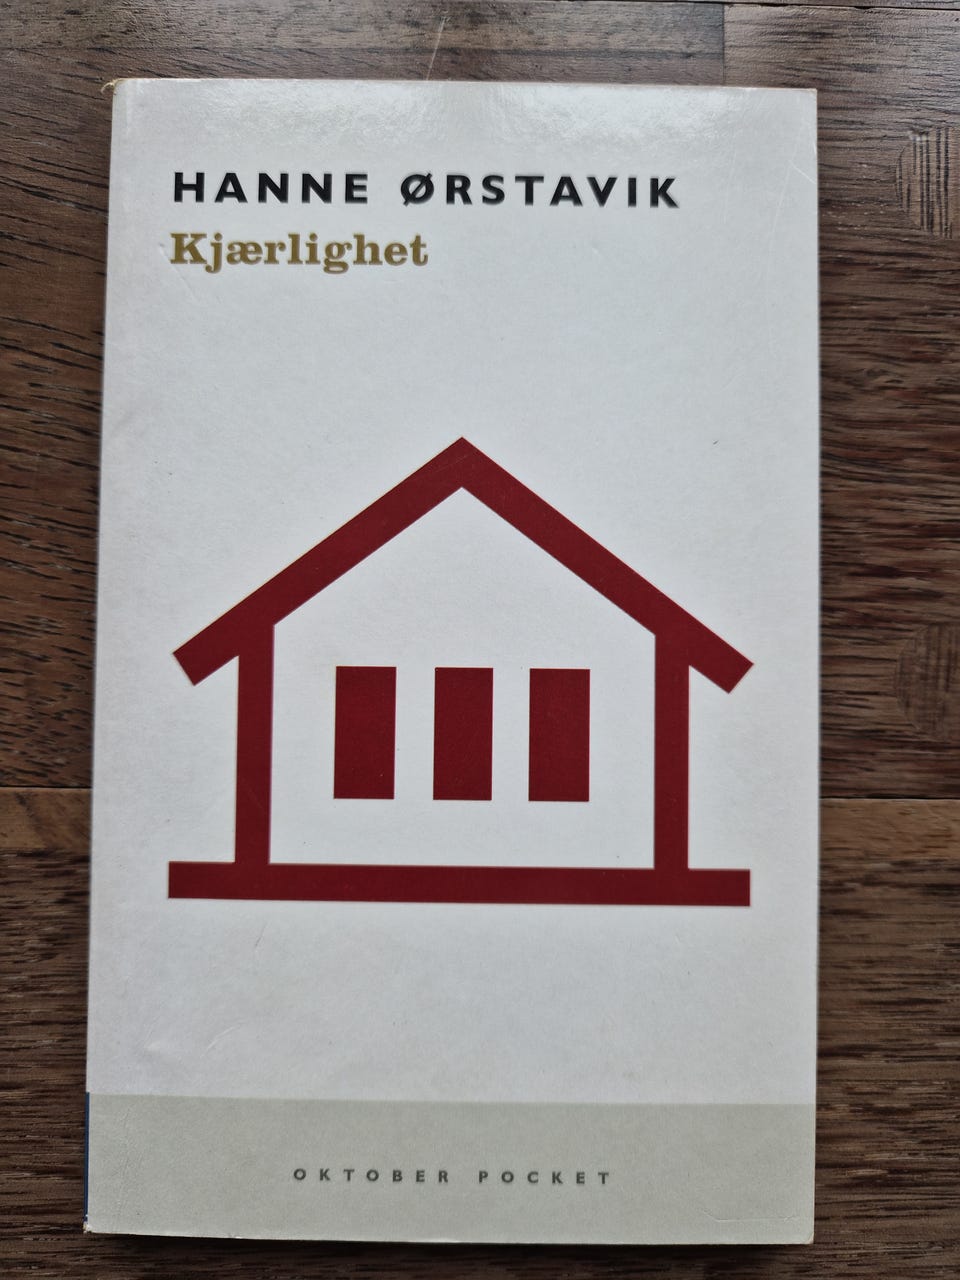 HANNE ØRSTAVIK
Kjærlighet
OKTOBER POCKET